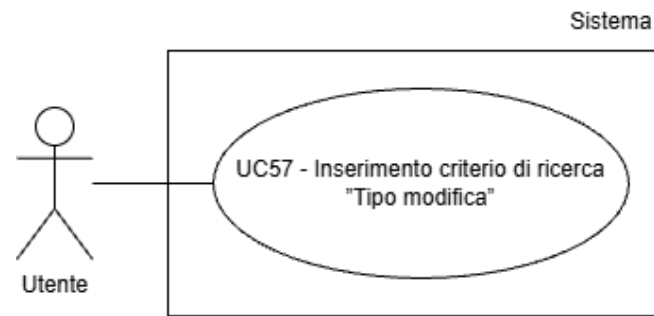 Sistema
UC57 - Inserimento criterio di ricerca
"Tipo modifica"
Utente